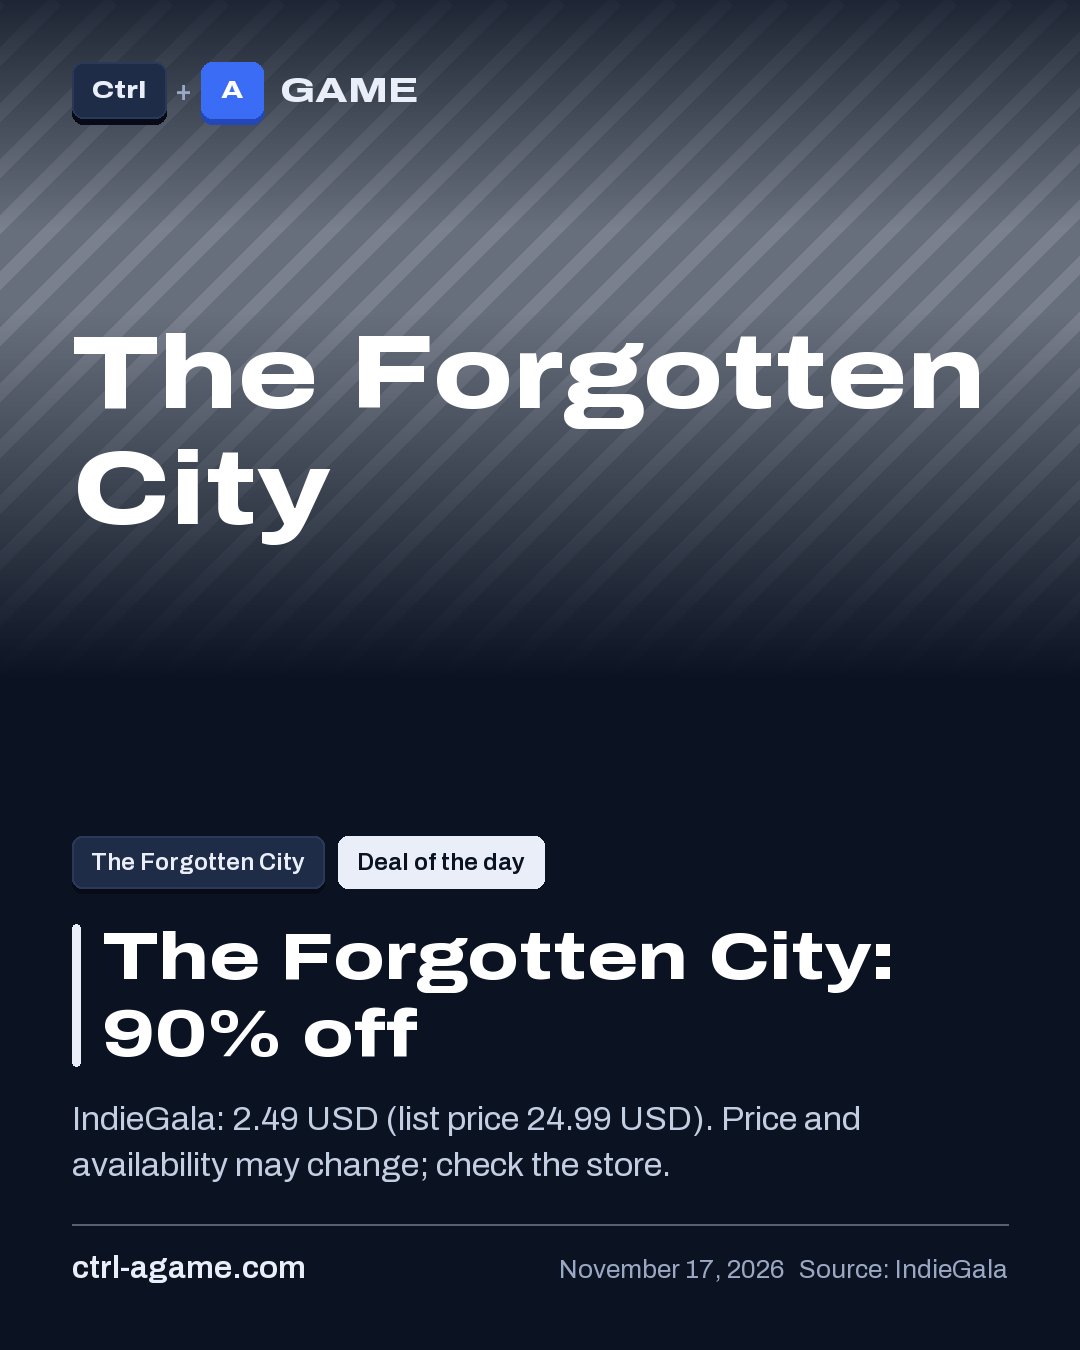 Ctrl + A GAME
The Forgotten
City
The Forgotten City Deal of the day
The Forgotten City:
90% off
IndieGala: 2.49 USD (list price 24.99 USD). Price and
availability may change; check the store.
ctrl-agame.com November 17, 2026 Source: IndieGala